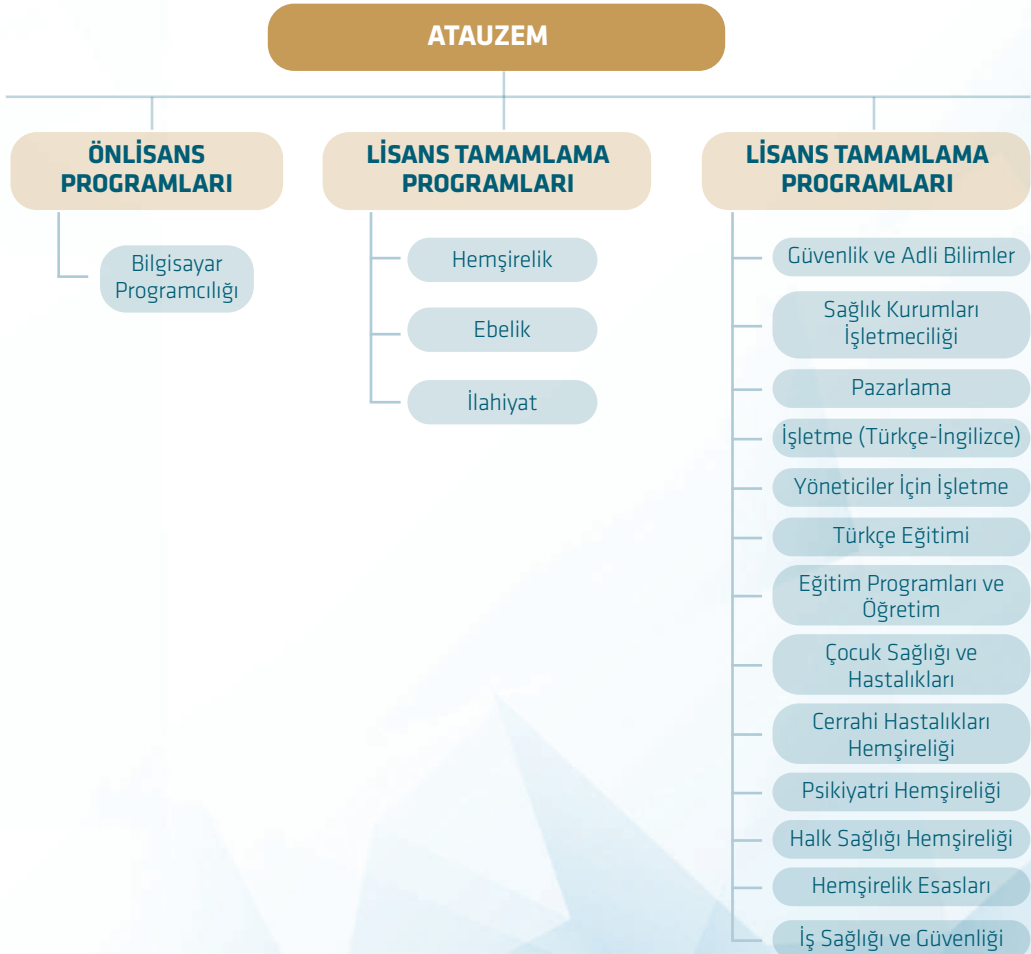 ATAUZEM
ÖNLİSANS
PROGRAMLARI
Bilgisayar
Programcılığı
LİSANS TAMAMLAMA
PROGRAMLARI
Hemşirelik
Ebelik
İlahiyat
LİSANS TAMAMLAMA
PROGRAMLARI
Güvenlik ve Adli Bilimler
Sağlık Kurumları
İşletmeciliği
Pazarlama
İşletme (Türkçe-İngilizce)
Yöneticiler İçin İşletme
Türkçe Eğitimi
Eğitim Programları ve
Öğretim
Çocuk Sağlığı ve
Hastalıkları
Cerrahi Hastalıkları
Hemşireliği
Psikiyatri Hemşireliği
Halk Sağlığı Hemşireliği
Hemşirelik Esasları
İş Sağlığı ve Güvenliği